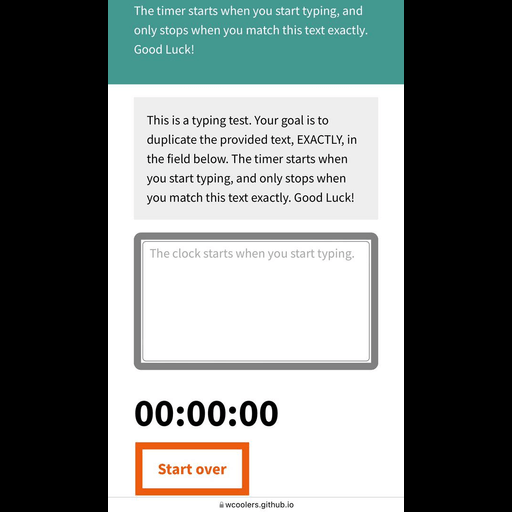 The timer starts when you start typing, and
only stops when you match this text exactly.
Good Luck!
This is a typing test. Your goal is to
duplicate the provided text, EXACTLY, in
the field below. The timer starts when
you start typing, and only stops when
you match this text exactly. Good Luck!
The clock starts when you start typing.
00:00:00
Start over
wcoolers.github.io